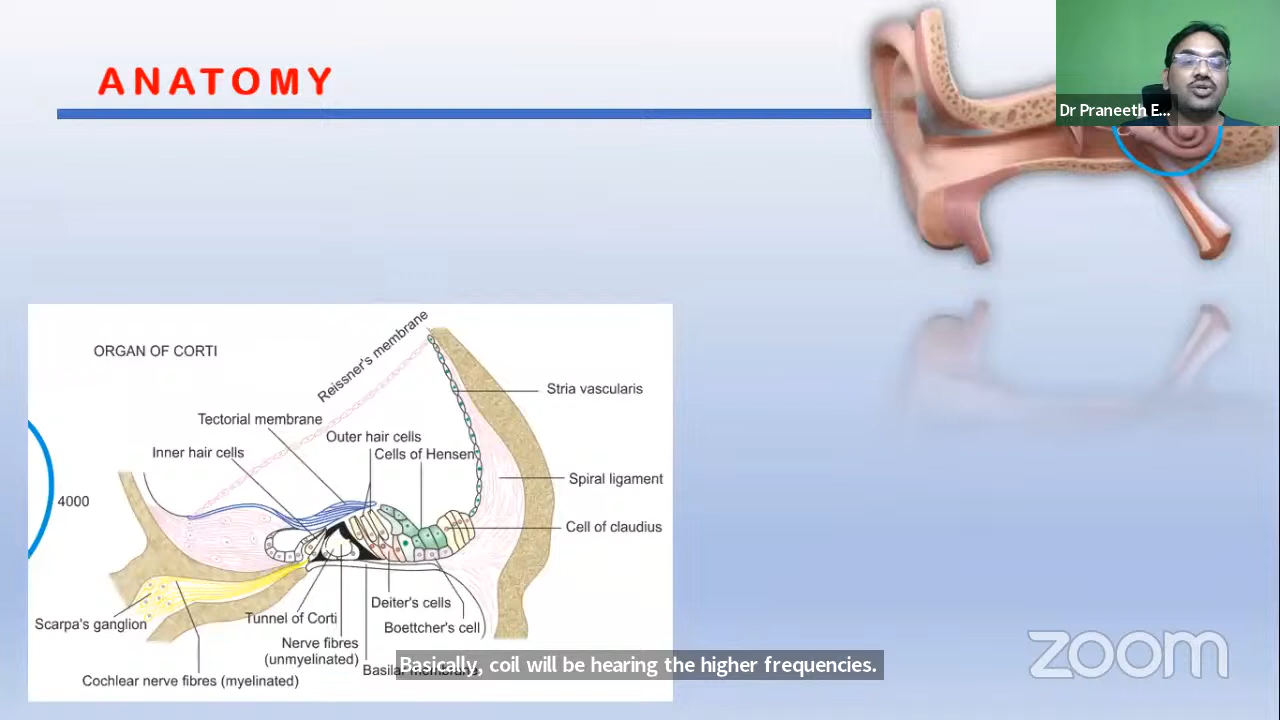 ANATOMY
Dr Praneeth E...
ORGAN OF CORTI
Reissner's membrane
Stria vascularis
Tectorial membrane
Outer hair cells
Inner hair cells
Cells of Hensen
Spiral ligament
4000
Cell of claudius
Deiter's cells
Tunnel of Corti
Scarpa's ganglion
Boettcher's cell
Nerve fibres
(unmyelinated)
Basilar membrane
Cochlear nerve fibres (myelinated)
Basically, coil will be hearing the higher frequencies.
zoom